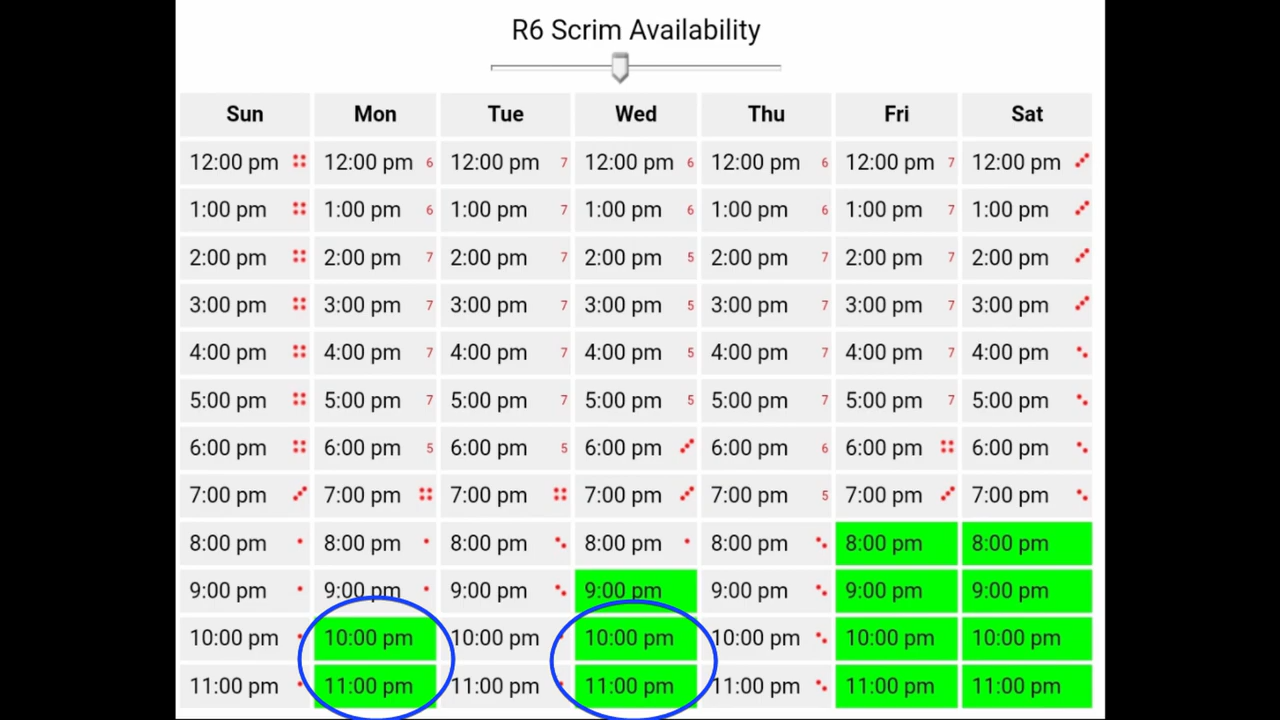 R6 Scrim Availability
Sun Mon Tue Wed Thu Fri Sat
12:00 pm 12:00 pm 6 12:00 pm 7 12:00 pm 6 12:00 pm 6 12:00 pm 7 12:00 pm
1:00 pm 1:00 pm 6 1:00 pm 7 1:00 pm 6 1:00 pm 6 1:00 pm 7 1:00 pm
2:00 pm 2:00 pm 7 2:00 pm 7 2:00 pm 5 2:00 pm 7 2:00 pm 7 2:00 pm
3:00 pm 3:00 pm 7 3:00 pm 7 3:00 pm 5 3:00 pm 7 3:00 pm 7 3:00 pm
4:00 pm 4:00 pm 7 4:00 pm 7 4:00 pm 5 4:00 pm 7 4:00 pm 7 4:00 pm
5:00 pm 5:00 pm 7 5:00 pm 7 5:00 pm 5 5:00 pm 7 5:00 pm 7 5:00 pm
6:00 pm 6:00 pm 5 6:00 pm 5 6:00 pm 6:00 pm 6 6:00 pm 6:00 pm
7:00 pm 7:00 pm 7:00 pm 7:00 pm 7:00 pm 5 7:00 pm 7:00 pm
8:00 pm 8:00 pm 8:00 pm 8:00 pm 8:00 pm 8:00 pm 8:00 pm
9:00 pm 9:00 pm 9:00 pm 9:00 pm 9:00 pm 9:00 pm 9:00 pm
10:00 pm 10:00 pm 10:00 pm 10:00 pm 10:00 pm 10:00 pm 10:00 pm
11:00 pm 11:00 pm 11:00 pm 11:00 pm 11:00 pm 11:00 pm 11:00 pm